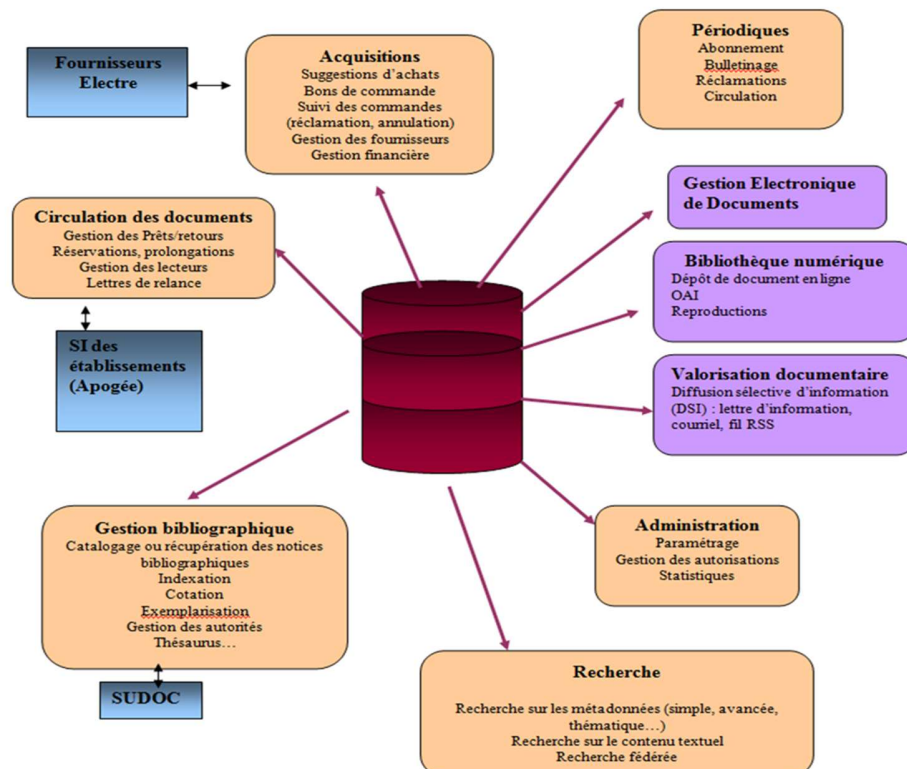 Fournisseurs
Electre
Acquisitions
Suggestions d'achats
Bons de commande
Suivi des commandes
(réclamation, annulation)
Gestion des fournisseurs
Gestion financière
Périodiques
Abonnement
Bulletinage
Réclamations
Circulation
Gestion Electronique
de Documents
Circulation des documents
Gestion des Prêts/retours
Réservations, prolongations
Gestion des lecteurs
Lettres de relance
Bibliothèque numérique
Dépôt de document en ligne
OAI
Reproductions
SI des
établissements
(Apogée)
Valorisation documentaire
Diffusion sélective d'information
(DSI) : lettre d'information,
courriel, fil RSS
Gestion bibliographique
Catalogage ou récupération des notices
bibliographiques
Indexation
Cotation
Exemplarisation
Gestion des autorités
Thésaurus…
Administration
Paramétrage
Gestion des autorisations
Statistiques
SUDOC
Recherche
Recherche sur les métadonnées (simple, avancée,
thématique…)
Recherche sur le contenu textuel
Recherche fédérée